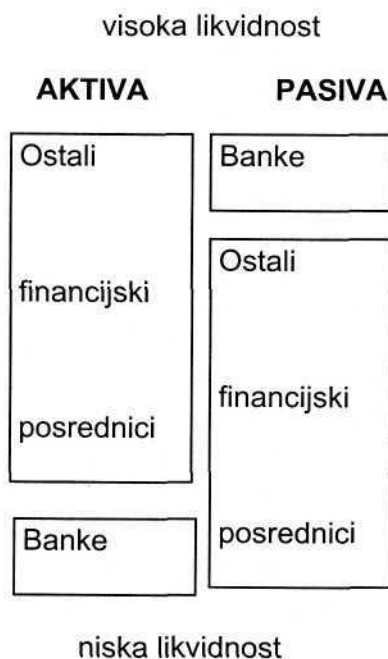 visoka likvidnost
AKTIVA
PASIVA
Ostali
financijski
posrednici
Banke
Banke
Ostali
financijski
posrednici
niska likvidnost